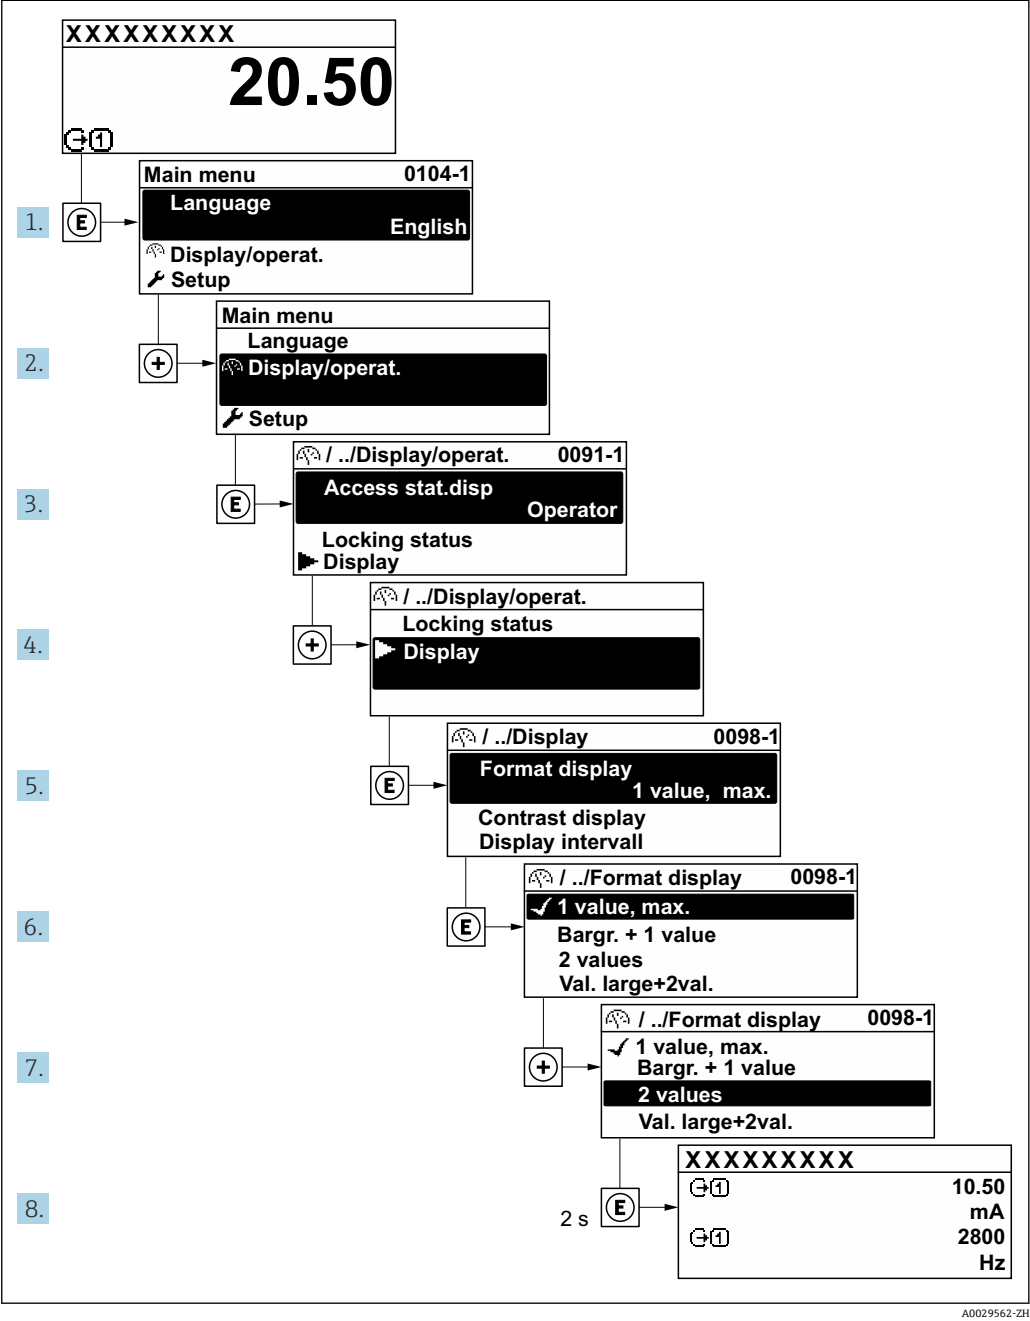 XXXXXXXXX
20.50
1
Main menu 0104-1
Language
English
Display/operat.
Setup
1. E
Main menu
Language
Display/operat.
Setup
2. +
/ ../Display/operat. 0091-1
Access stat.disp
Operator
Locking status
Display
3. E
/ ../Display/operat.
Locking status
Display
4. +
/ ../Display 0098-1
Format display
1 value, max.
Contrast display
Display intervall
5. E
/ ../Format display 0098-1
1 value, max.
Bargr. + 1 value
2 values
Val. large+2val.
6. E
/ ../Format display 0098-1
1 value, max.
Bargr. + 1 value
2 values
Val. large+2val.
7. +
XXXXXXXXX
1 10.50
mA
1 2800
Hz
8. 2 s E
A0029562-ZH